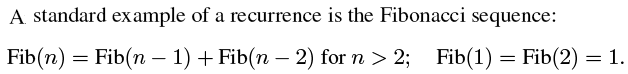 A standard example of a recurrence is the Fibonacci sequence:
Fib(n) = Fib(n − 1) + Fib(n − 2) for n > 2; Fib(1) = Fib(2) = 1.